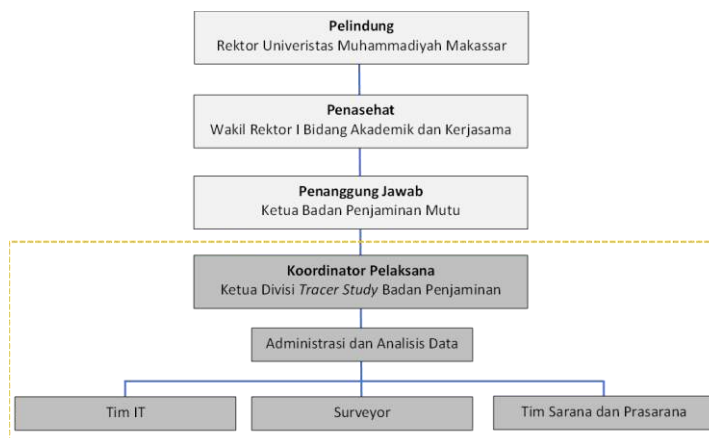 Pelindung
Rektor Univeristas Muhammadiyah Makassar
Penasehat
Wakil Rektor I Bidang Akademik dan Kerjasama
Penanggung Jawab
Ketua Badan Penjaminan Mutu
Koordinator Pelaksana
Ketua Divisi Tracer Study Badan Penjaminan
Administrasi dan Analisis Data
Tim IT
Surveyor
Tim Sarana dan Prasarana